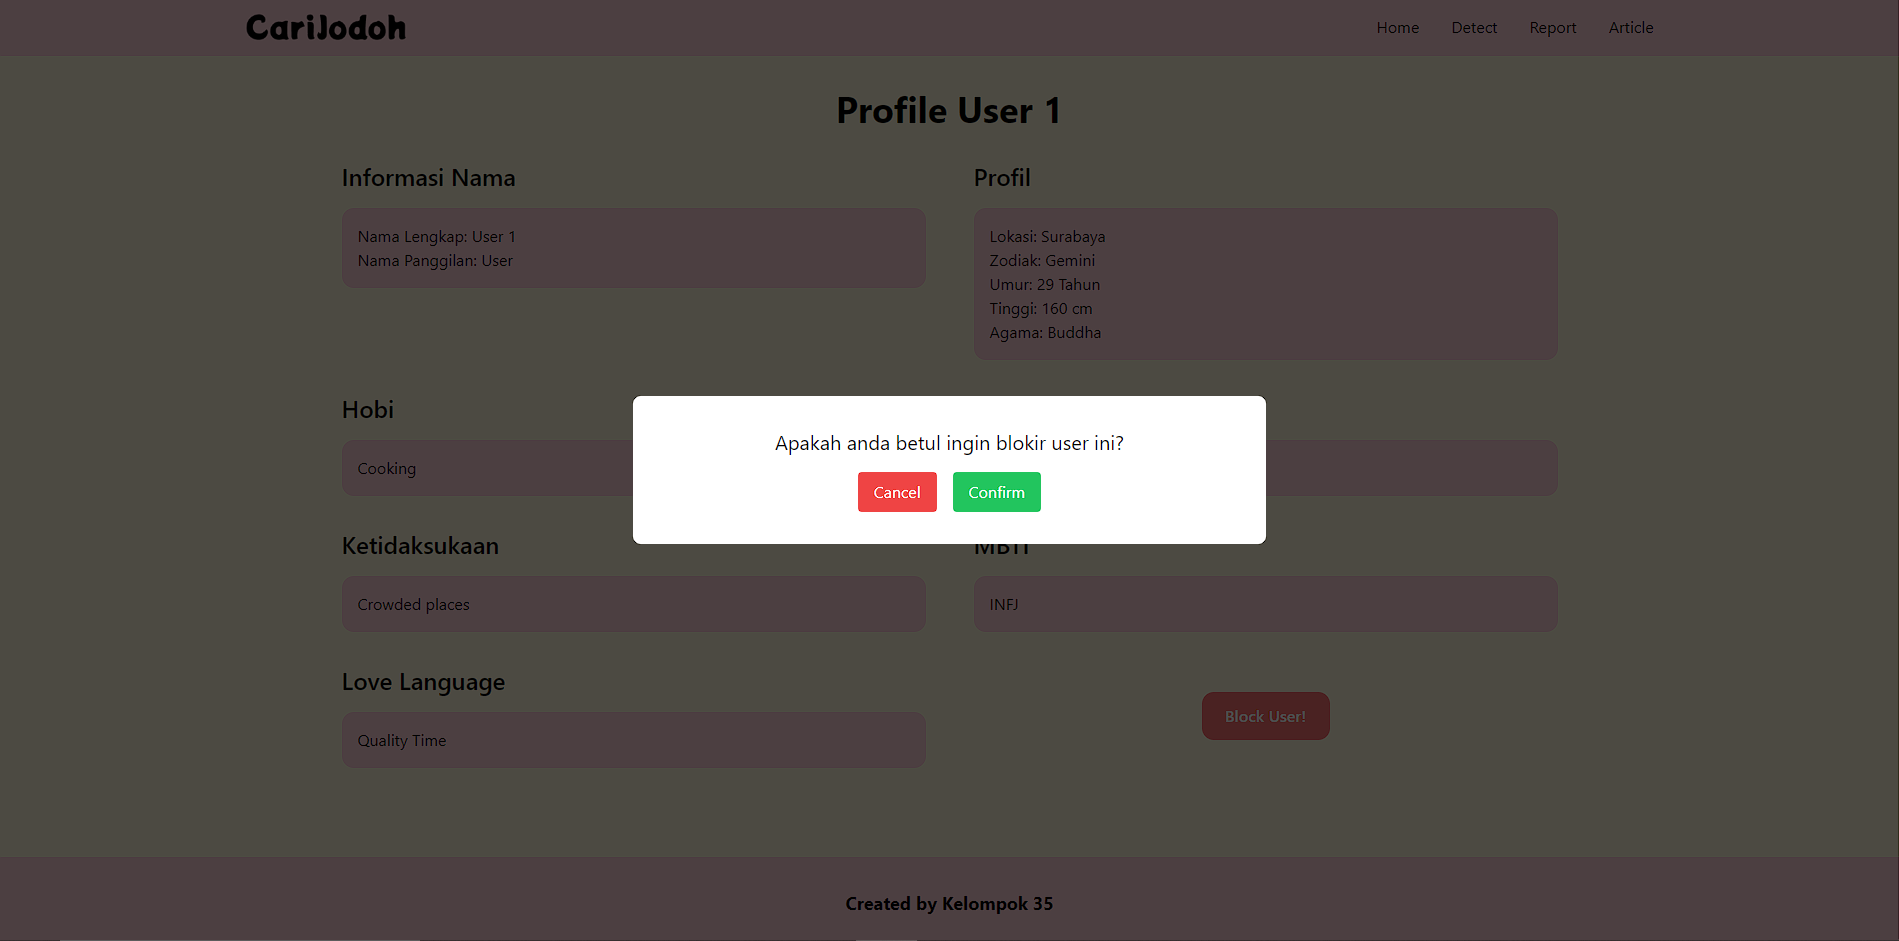 CariJodoh
Home Detect Report Article
Profile User 1
Informasi Nama
Nama Lengkap: User 1
Nama Panggilan: User
Profil
Lokasi: Surabaya
Zodiak: Gemini
Umur: 29 Tahun
Tinggi: 160 cm
Agama: Buddha
Hobi
Cooking
Apakah anda betul ingin blokir user ini?
Cancel Confirm
Ketidaksukaan
Crowded places
MBTI
INFJ
Love Language
Quality Time
Block User!
Created by Kelompok 35